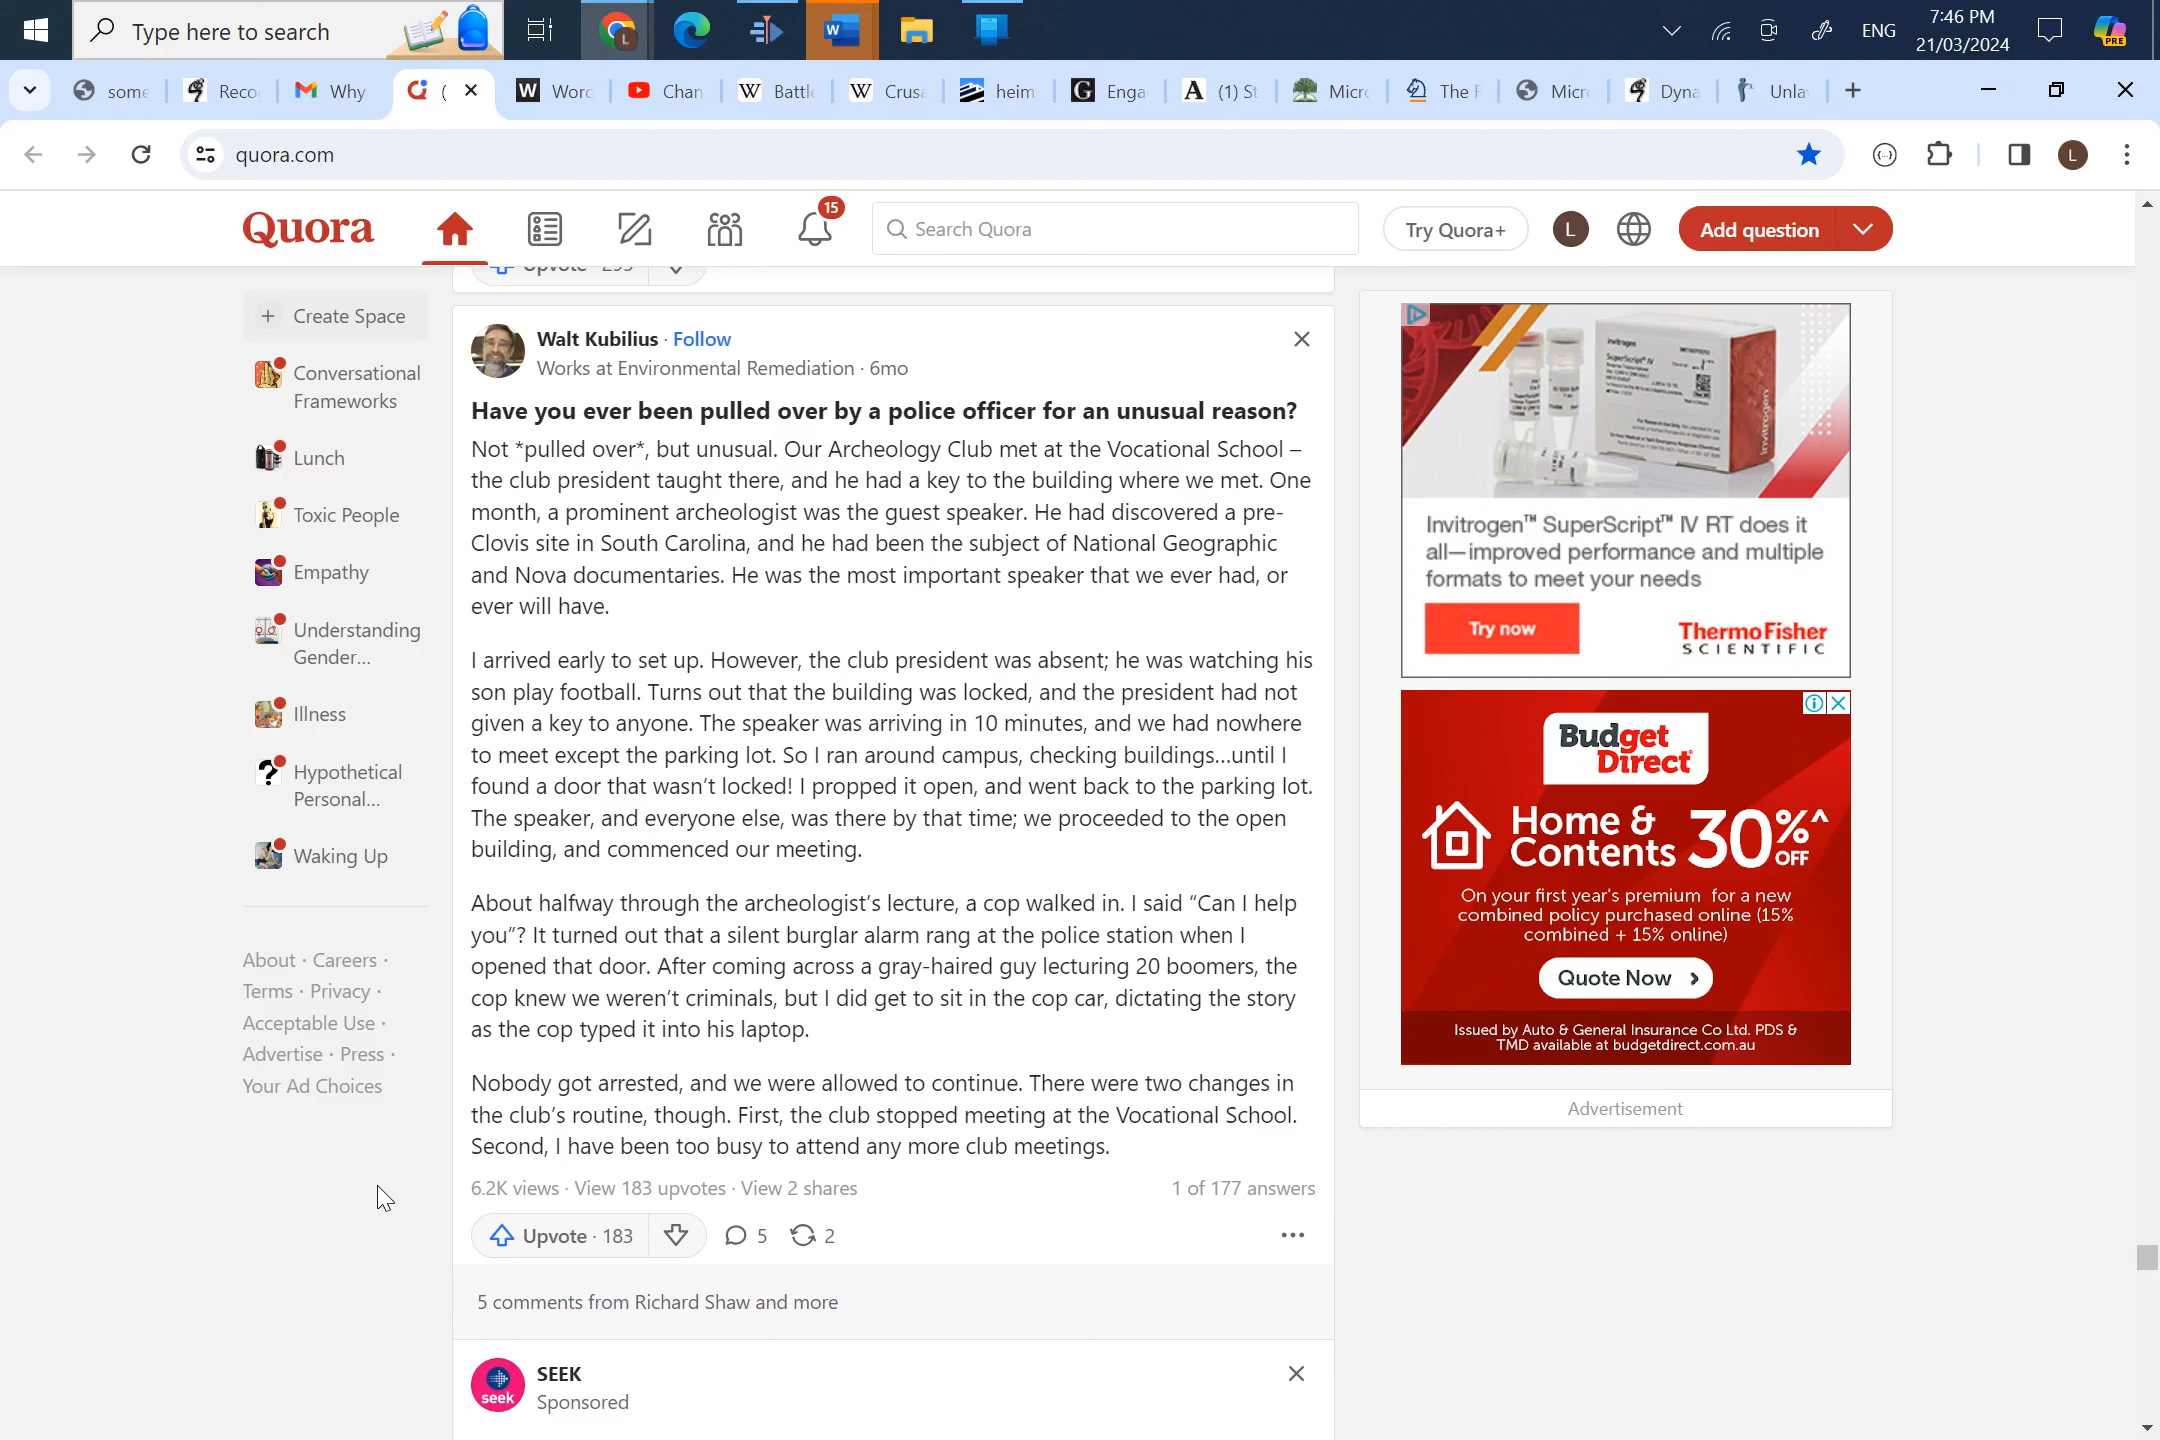 Type here to search
ENG
7:46 PM
21/03/2024
PRE
some
Reco
Why
(
Word
Chan
Battle
Crusa
heim
Enga
(1) St
Micro
The F
Micro
Dyna
Unla
quora.com
L
Quora
15
Search Quora
Try Quora+
L
Add question
Upvote · 295
Create Space
Conversational
Frameworks
Lunch
Toxic People
Empathy
Understanding
Gender...
Illness
Hypothetical
Personal...
Waking Up
About · Careers ·
Terms · Privacy ·
Acceptable Use ·
Advertise · Press ·
Your Ad Choices
Walt Kubilius · Follow
Works at Environmental Remediation · 6mo
Have you ever been pulled over by a police officer for an unusual reason?
Not *pulled over*, but unusual. Our Archeology Club met at the Vocational School –
the club president taught there, and he had a key to the building where we met. One
month, a prominent archeologist was the guest speaker. He had discovered a pre-
Clovis site in South Carolina, and he had been the subject of National Geographic
and Nova documentaries. He was the most important speaker that we ever had, or
ever will have.
I arrived early to set up. However, the club president was absent; he was watching his
son play football. Turns out that the building was locked, and the president had not
given a key to anyone. The speaker was arriving in 10 minutes, and we had nowhere
to meet except the parking lot. So I ran around campus, checking buildings...until I
found a door that wasn't locked! I propped it open, and went back to the parking lot.
The speaker, and everyone else, was there by that time; we proceeded to the open
building, and commenced our meeting.
About halfway through the archeologist's lecture, a cop walked in. I said “Can I help
you”? It turned out that a silent burglar alarm rang at the police station when I
opened that door. After coming across a gray-haired guy lecturing 20 boomers, the
cop knew we weren't criminals, but I did get to sit in the cop car, dictating the story
as the cop typed it into his laptop.
Nobody got arrested, and we were allowed to continue. There were two changes in
the club's routine, though. First, the club stopped meeting at the Vocational School.
Second, I have been too busy to attend any more club meetings.
6.2K views · View 183 upvotes · View 2 shares
1 of 177 answers
Upvote · 183
5
2
5 comments from Richard Shaw and more
seek
SEEK
Sponsored
invitrogen
SuperScript® IV
invitrogen
Invitrogen™ SuperScript™ IV RT does it
all—improved performance and multiple
formats to meet your needs
Try now
ThermoFisher
SCIENTIFIC
Budget
Direct
Home &
Contents
30%^
OFF
On your first year's premium for a new
combined policy purchased online (15%
combined + 15% online)
Quote Now
Issued by Auto & General Insurance Co Ltd. PDS &
TMD available at budgetdirect.com.au
Advertisement